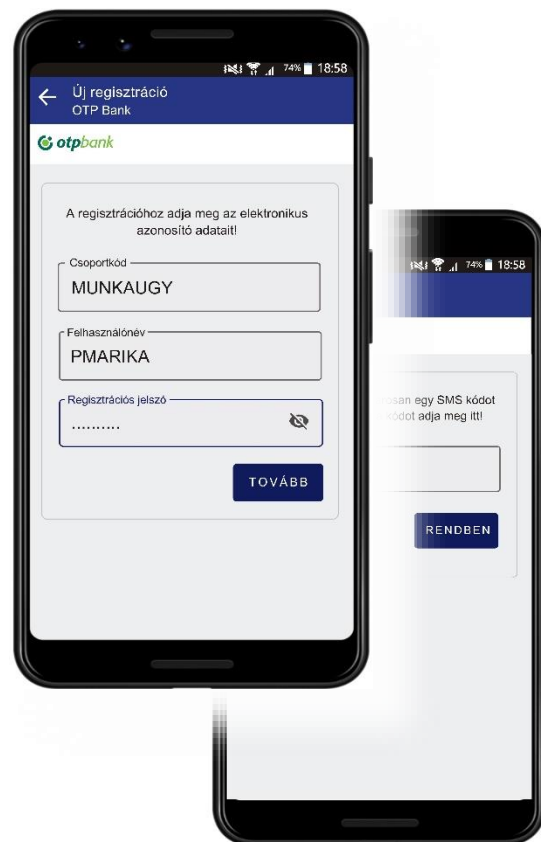 74% 18:58
Új regisztráció
OTP Bank
otpbank
A regisztrációhoz adja meg az elektronikus
azonosító adatait!
Csoportkód
MUNKAUGY
Felhasználónév
PMARIKA
Regisztrációs jelszó
..........
TOVÁBB
74% 18:58
egy SMS kódot
kódot adja meg itt!
RENDBEN